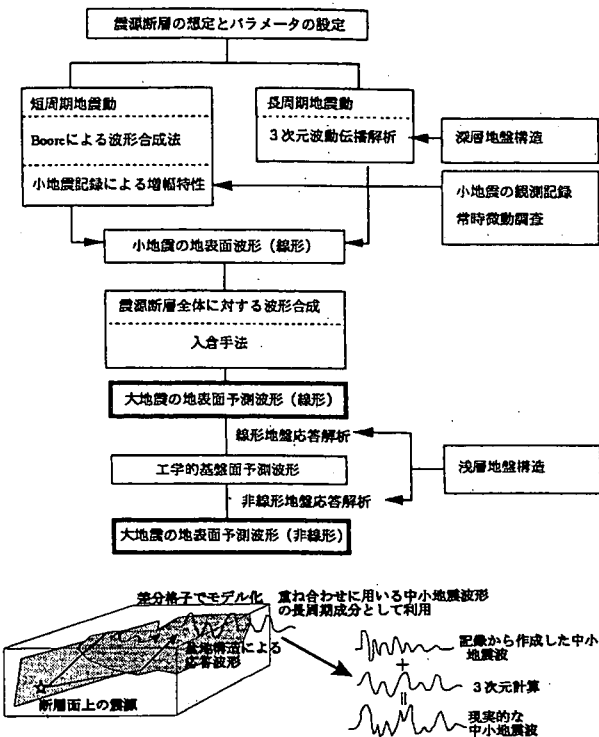 震源断層の想定とパラメータの設定
短周期地震動
Booreによる波形合成法
小地震記録による増幅特性
長周期地震動
3次元波動伝播解析
深層地盤構造
小地震の観測記録
常時微動調査
小地震の地表面波形（線形）
震源断層全体に対する波形合成
入倉手法
大地震の地表面予測波形（線形）
線形地盤応答解析
工学的基盤面予測波形
浅層地盤構造
非線形地盤応答解析
大地震の地表面予測波形（非線形）
差分格子でモデル化
重ね合わせに用いる中小地震波形
の長周期成分として利用
盆地構造による
応答波形
断層面上の震源
記録から作成した中小
地震波
+
3次元計算
=
現実的な
中小地震波